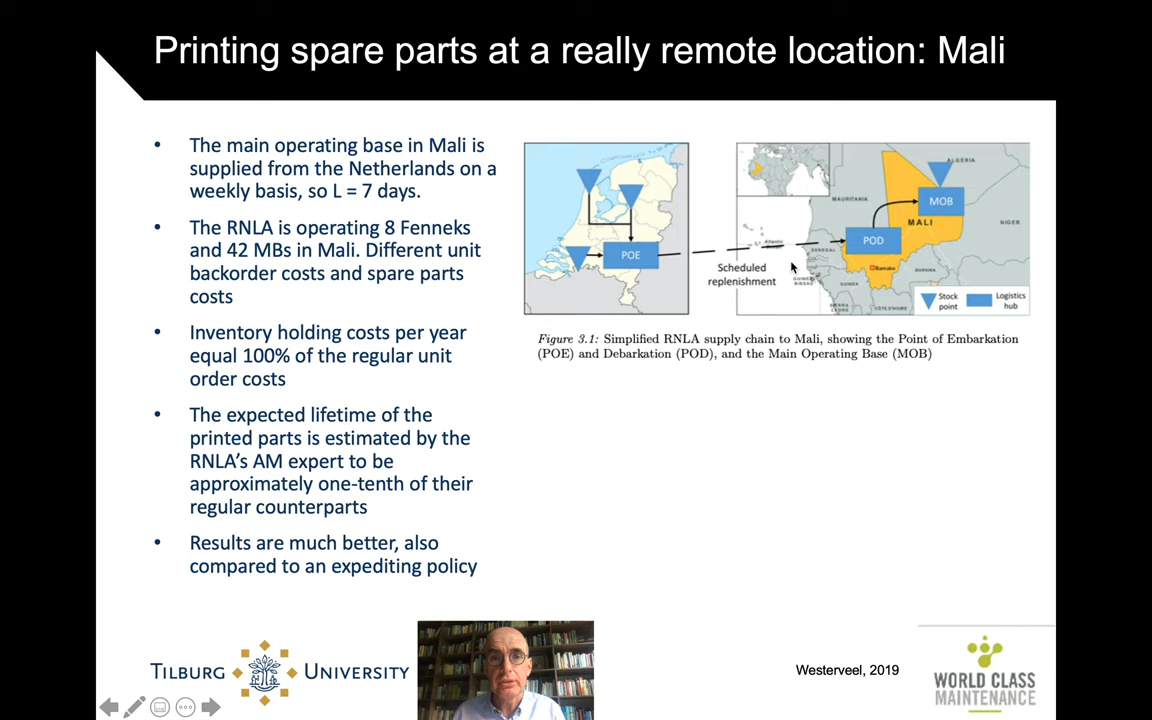 Printing spare parts at a really remote location: Mali
• The main operating base in Mali is
supplied from the Netherlands on a
weekly basis, so L = 7 days.
• The RNLA is operating 8 Fenneks
and 42 MBs in Mali. Different unit
backorder costs and spare parts
costs
• Inventory holding costs per year
equal 100% of the regular unit
order costs
• The expected lifetime of the
printed parts is estimated by the
RNLA's AM expert to be
approximately one-tenth of their
regular counterparts
• Results are much better, also
compared to an expediting policy
POE
Scheduled
replenishment
ALGERIA
MAURITANIA
MOB
MALI
NIGER
POD
SENEGAL
Bamako
BURKINA
GUINEA
Stock
point
Logistics
hub
Figure 3.1: Simplified RNLA supply chain to Mali, showing the Point of Embarkation
(POE) and Debarkation (POD), and the Main Operating Base (MOB)
TILBURG UNIVERSITY
Westerveel, 2019
WORLD CLASS
MAINTENANCE